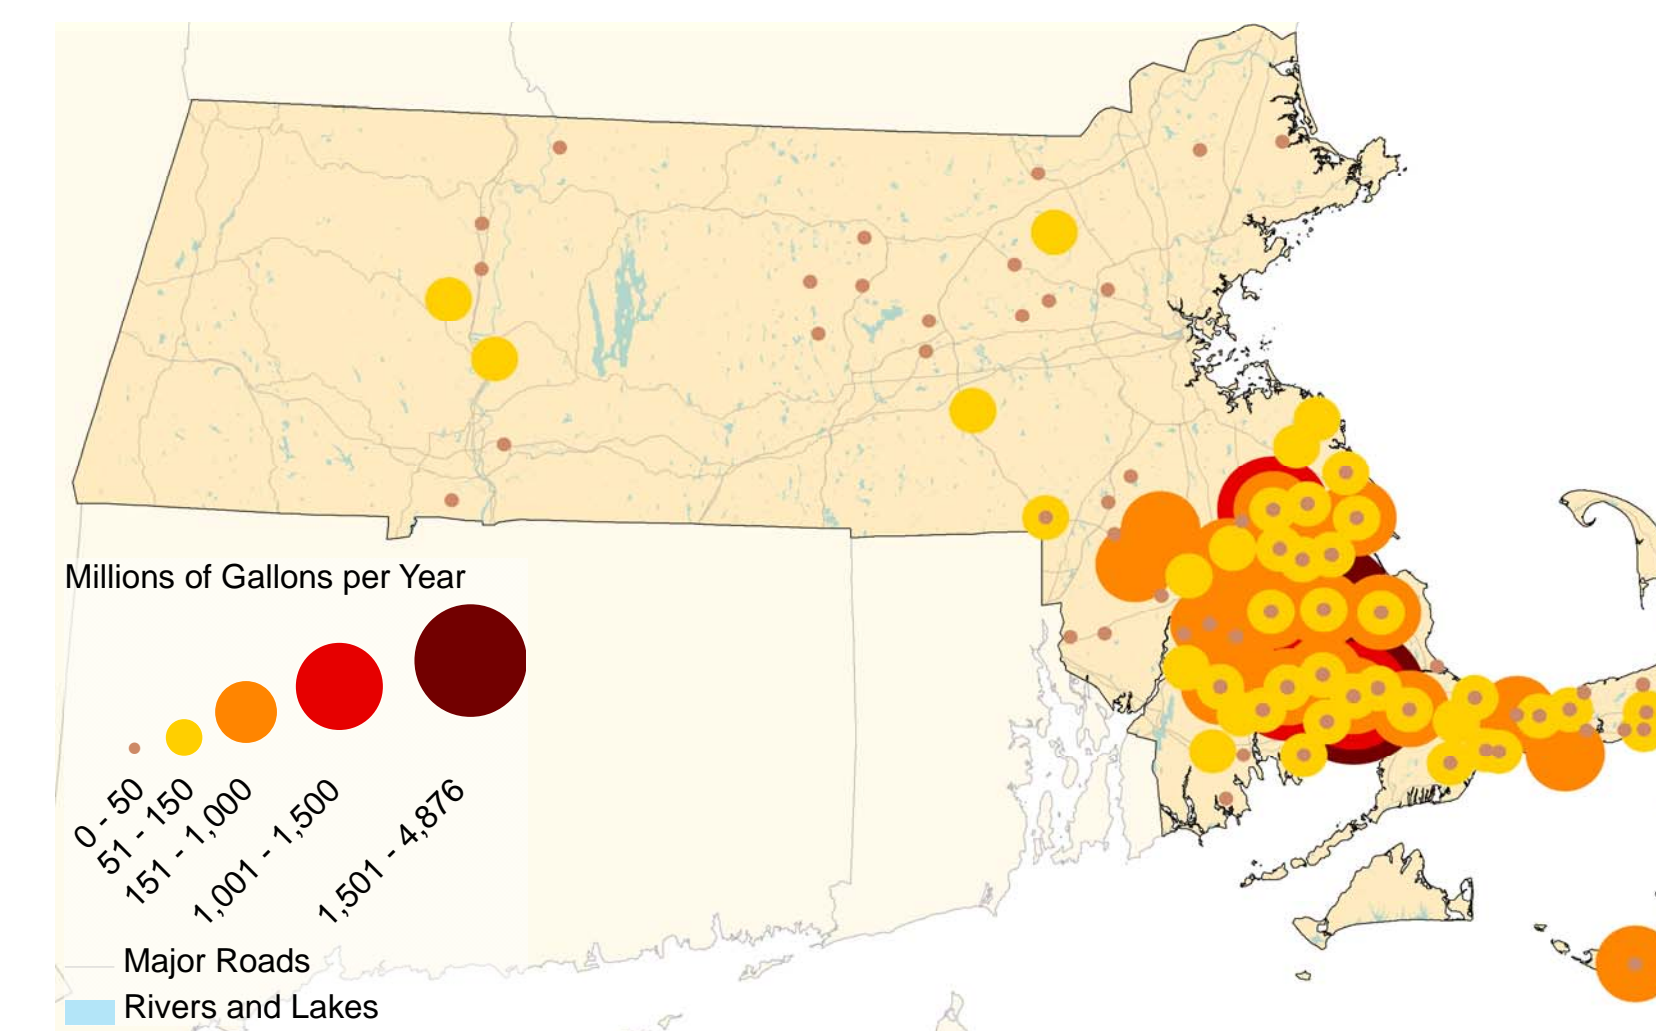 Millions of Gallons per Year
0 - 50
51 - 150
151 - 1,000
1,001 - 1,500
1,501 - 4,876
Major Roads
Rivers and Lakes